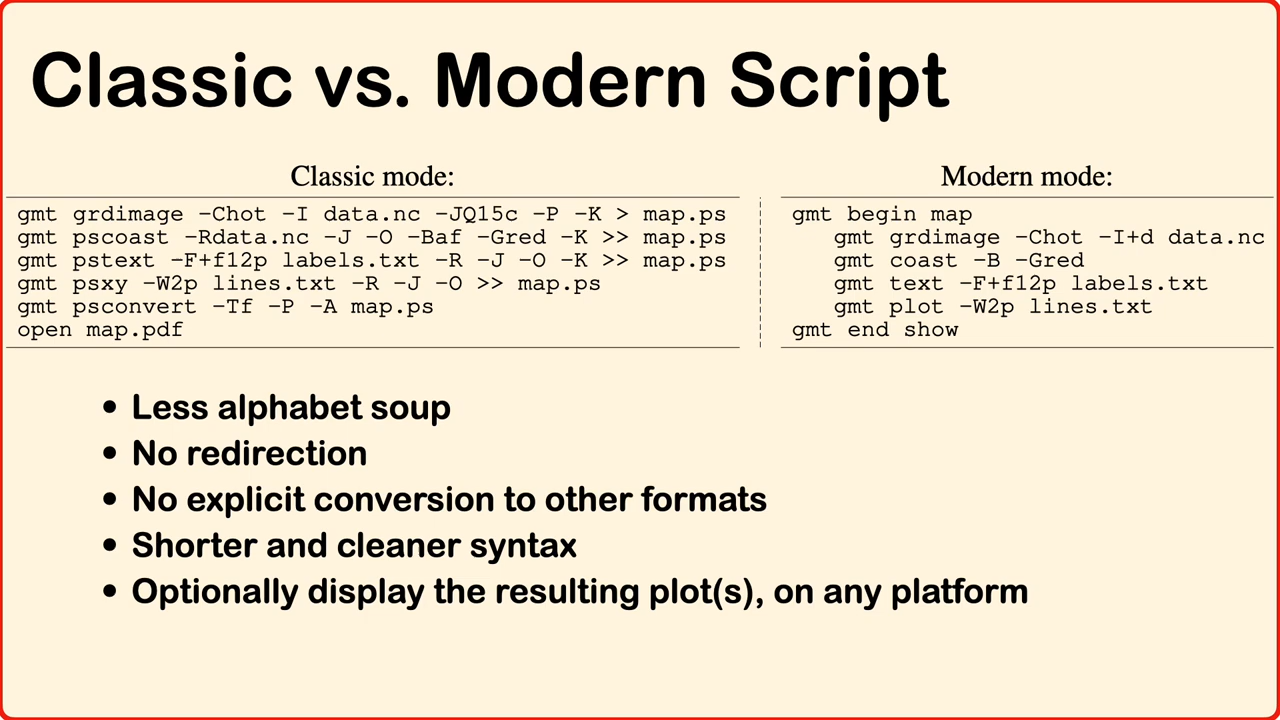 Classic vs. Modern Script
Classic mode:
gmt grdimage -Chot -I data.nc -JQ15c -P -K > map.ps
gmt pscoast -Rdata.nc -J -O -Baf -Gred -K >> map.ps
gmt pstext -F+f12p labels.txt -R -J -O -K >> map.ps
gmt psxy -W2p lines.txt -R -J -O >> map.ps
gmt psconvert -Tf -P -A map.ps
open map.pdf
Modern mode:
gmt begin map
gmt grdimage -Chot -I+d data.nc
gmt coast -B -Gred
gmt text -F+f12p labels.txt
gmt plot -W2p lines.txt
gmt end show
• Less alphabet soup
• No redirection
• No explicit conversion to other formats
• Shorter and cleaner syntax
• Optionally display the resulting plot(s), on any platform